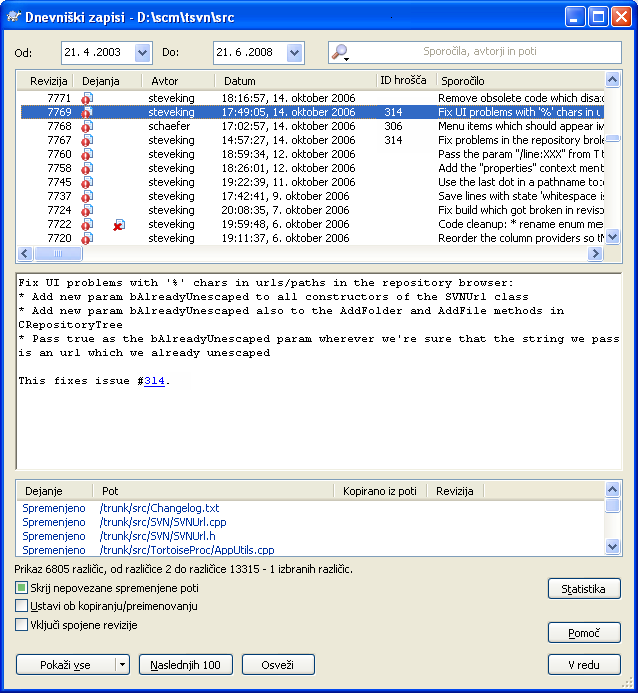 Dnevniški zapisi - D:\scm\tsvn\src
Od: 21. 4 .2003 Do: 21. 6 .2008 Sporočila, avtorji in poti
Revizija Dejanja Avtor Datum ID hrošča Sporočilo
7771 steveking 18:16:57, 14. oktober 2006 Remove obsolete code which disa
7769 steveking 17:49:05, 14. oktober 2006 314 Fix UI problems with '%' chars in u
7768 schaefer 17:02:57, 14. oktober 2006 306 Menu items which should appear
7767 steveking 14:57:27, 14. oktober 2006 314 Fix problems in the repository brow
7760 steveking 18:59:34, 12. oktober 2006 Pass the param "/line:XXX" from T
7758 steveking 18:26:01, 12. oktober 2006 Add the "properties" context men
7745 steveking 19:22:39, 11. oktober 2006 Use the last dot in a pathname to
7737 steveking 17:42:41, 9. oktober 2006 Save lines with state 'whitespace is
7724 steveking 20:08:35, 7. oktober 2006 Fix build which got broken in reviso
7722 steveking 19:59:48, 6. oktober 2006 Code cleanup: * rename enum me
7720 steveking 19:11:37, 6. oktober 2006 Reorder the column providers so
Fix UI problems with '%' chars in urls/paths in the repository browser:
* Add new param bAlreadyUnescaped to all constructors of the SVNUrl class
* Add new param bAlreadyUnescaped also to the AddFolder and AddFile methods in
CRepositoryTree
* Pass true as the bAlreadyUnescaped param wherever we're sure that the string we pass
is an url which we already unescaped
This fixes issue #314.
Dejanje Pot Kopirano iz poti Revizija
Spremenjeno /trunk/src/Changelog.txt
Spremenjeno /trunk/src/SVN/SVNUrl.cpp
Spremenjeno /trunk/src/SVN/SVNUrl.h
Spremenjeno /trunk/src/TortoiseProc/AppUtils.cpp
Prikaz 6805 različic, od različice 2 do različice 13315 - 1 izbranih različic.
Skrij nepovezane spremenjene poti Statistika
Ustavi ob kopiranju/preimenovanju
Vključi spojene revizije Pomoč
Pokaži vse Naslednjih 100 Osveži V redu